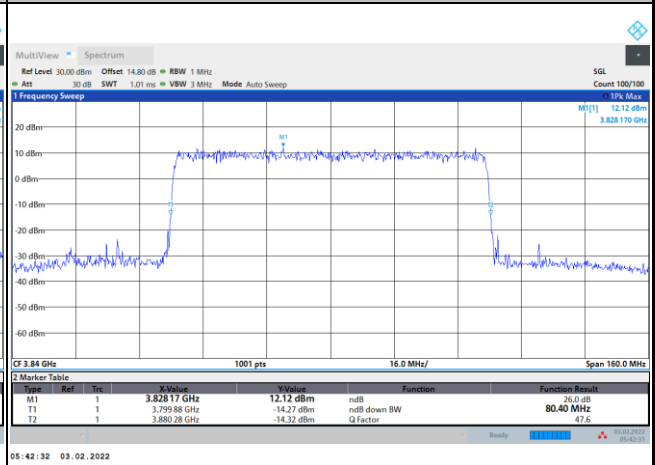 MultiView Spectrum
Ref Level 30.00 dBm Offset 14.80 dB RBW 1 MHz SGL
Att 30 dB SWT 1.01 ms VBW 3 MHz Mode Auto Sweep Count 100/100
1 Frequency Sweep 1Pk Max
M1[1] 12.12 dBm
3.828 170 GHz
20 dBm
M1
10 dBm
0 dBm
-10 dBm
-20 dBm
-30 dBm
-40 dBm
-50 dBm
-60 dBm
CF 3.84 GHz 1001 pts 16.0 MHz/ Span 160.0 MHz
2 Marker Table
Type Ref Trc X-Value Y-Value Function Function Result
M1 1 3.82817 GHz 12.12 dBm ndB 26.0 dB
T1 1 3.79988 GHz -14.27 dBm ndB down BW 80.40 MHz
T2 1 3.88028 GHz -14.32 dBm Q Factor 47.6
Ready 03.02.2022
05:42:31
05:42:32 03.02.2022